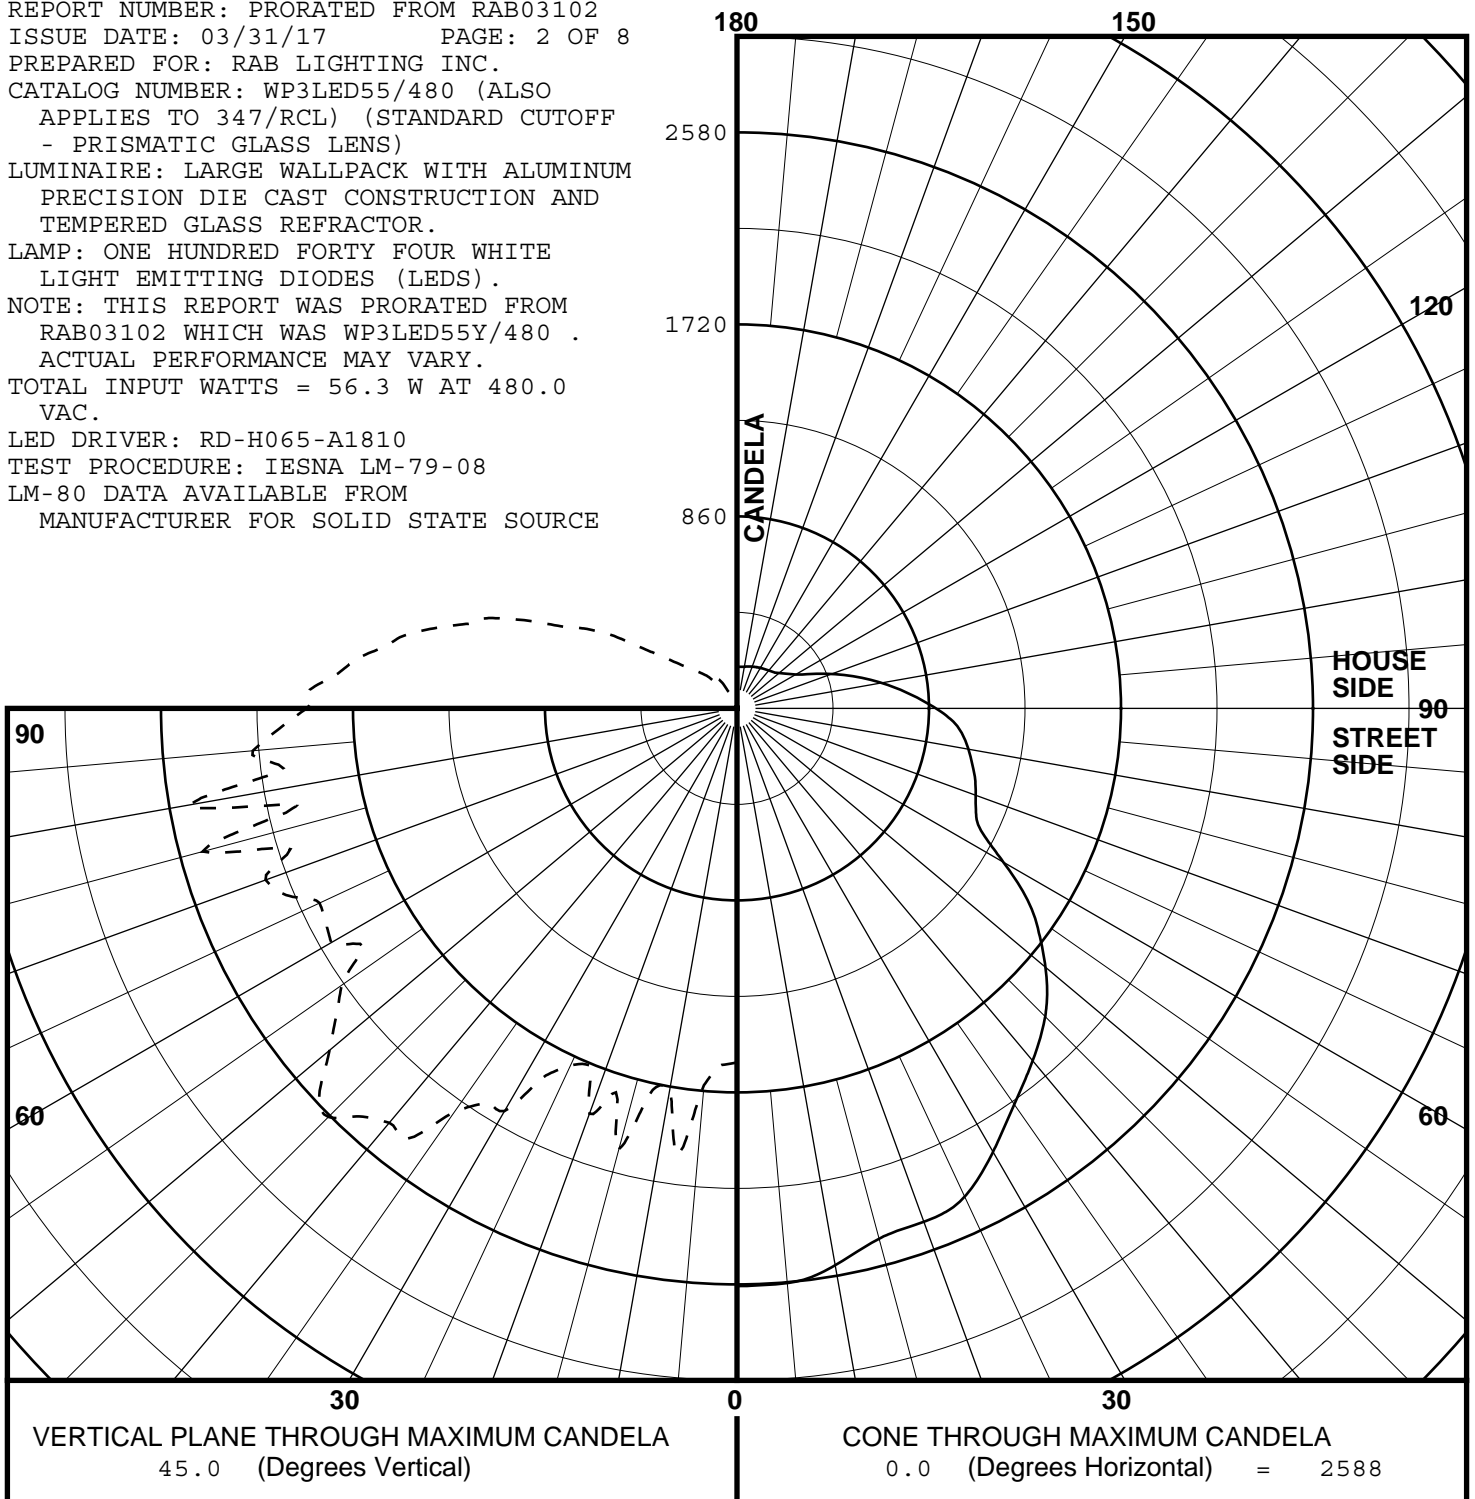 REPORT NUMBER: PRORATED FROM RAB03102
ISSUE DATE: 03/31/17 PAGE: 2 OF 8
PREPARED FOR: RAB LIGHTING INC.
CATALOG NUMBER: WP3LED55/480 (ALSO
APPLIES TO 347/RCL) (STANDARD CUTOFF
- PRISMATIC GLASS LENS)
LUMINAIRE: LARGE WALLPACK WITH ALUMINUM
PRECISION DIE CAST CONSTRUCTION AND
TEMPERED GLASS REFRACTOR.
LAMP: ONE HUNDRED FORTY FOUR WHITE
LIGHT EMITTING DIODES (LEDS).
NOTE: THIS REPORT WAS PRORATED FROM
RAB03102 WHICH WAS WP3LED55Y/480 .
ACTUAL PERFORMANCE MAY VARY.
TOTAL INPUT WATTS = 56.3 W AT 480.0
VAC.
LED DRIVER: RD-H065-A1810
TEST PROCEDURE: IESNA LM-79-08
LM-80 DATA AVAILABLE FROM
MANUFACTURER FOR SOLID STATE SOURCE
180
150
2580
120
1720
CANDELA
860
HOUSE
SIDE
90
90
STREET
SIDE
60
60
30
0
30
VERTICAL PLANE THROUGH MAXIMUM CANDELA
45.0 (Degrees Vertical)
CONE THROUGH MAXIMUM CANDELA
0.0 (Degrees Horizontal) = 2588